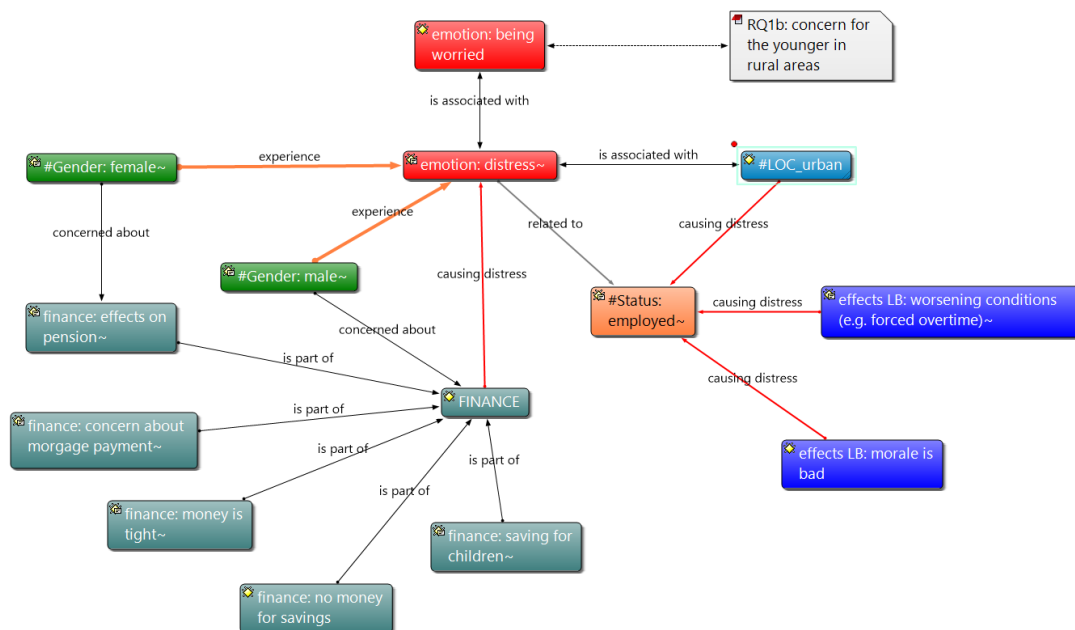 emotion: being
worried
RQ1b: concern for
the younger in
rural areas
is associated with
#Gender: female~
experience
emotion: distress~
is associated with
#LOC_urban
experience
related to
causing distress
concerned about
#Gender: male~
causing distress
#Status:
employed~
causing distress
effects LB: worsening conditions
(e.g. forced overtime)~
finance: effects on
pension~
concerned about
is part of
causing distress
FINANCE
is part of
finance: concern about
morgage payment~
is part of
is part of
effects LB: morale is
bad
is part of
finance: money is
tight~
finance: saving for
children~
finance: no money
for savings